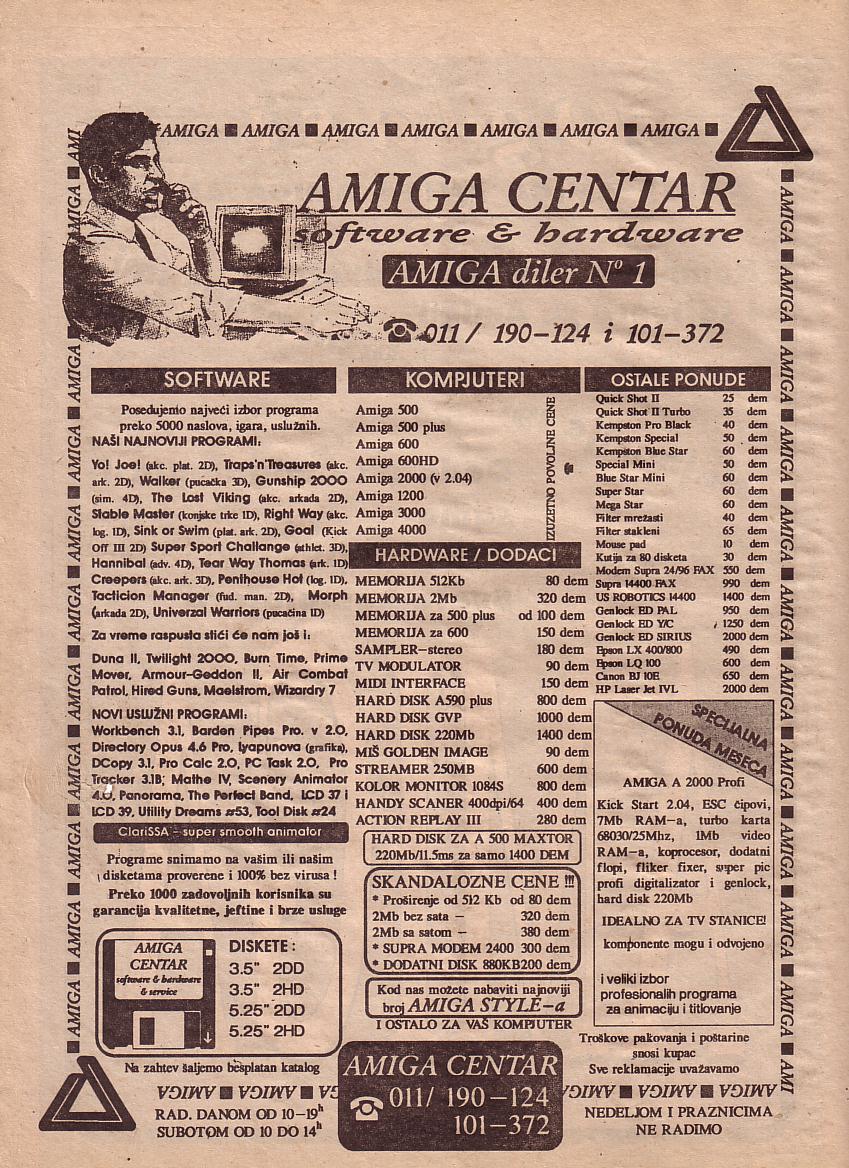 AMIGA ■ AMIGA ■ AMIGA ■ AMIGA ■ AMIGA ■ AMIGA ■ AMIGA ■
AMIGA CENTAR
software & hardware
AMIGA diler Nº 1
☎ 011/ 190-124 i 101-372
SOFTWARE
Posedujemo najveći izbor programa
preko 5000 naslova, igara, uslužnih.
NAŠI NAJNOVIJI PROGRAMI:
Yo! Joe! (akc. plat. 2D), Traps'n'Treasures (akc.
ark. 2D), Walker (pucačka 3D), Gunship 2000
(sim. 4D), The Lost Viking (akc. arkada 2D),
Stable Master (konjske trke 1D), Right Way (akc.
log. 1D), Sink or Swim (plat. ark. 2D), Goal (Kick
Off III 2D) Super Sport Challange (athlet. 3D),
Hannibal (adv. 4D), Tear Way Thomas (ark. 1D)
Creepers (akc. ark. 3D), Penthouse Hot (log. 1D),
Tacticion Manager (fud. man. 2D), Morph
(arkada 2D), Univerzal Warriors (pucačina 1D)
Za vreme raspusta stići će nam još i:
Duna II, Twilight 2000, Burn Time, Prime
Mover, Armour-Geddon II, Air Combat
Patrol, Hired Guns, Maelstrom, Wizardry 7
NOVI USLUŽNI PROGRAMI:
Workbench 3.1, Barden Pipes Pro. v 2.0,
Directory Opus 4.6 Pro, Lyapunova (grafika),
DCopy 3.1, Pro Calc 2.0, PC Task 2.0, Pro
Tracker 3.1B; Mathe IV, Scenery Animator
4.0, Panorama, The Perfect Band, LCD 37 i
LCD 39, Utility Dreams #53, Tool Disk #24
ClariSSA - super smooth animator
Programe snimamo na vašim ili našim
disketama proverene i 100% bez virusa !
Preko 1000 zadovoljnih korisnika su
garancija kvalitetne, jeftine i brze usluge
AMIGA
CENTAR
software & hardware
& service
DISKETE :
3.5" 2DD
3.5" 2HD
5.25" 2DD
5.25" 2HD
Na zahtev šaljemo besplatan katalog
KOMPJUTERI
Amiga 500
Amiga 500 plus
Amiga 600
Amiga 600HD
Amiga 2000 (v 2.04)
Amiga 1200
Amiga 3000
Amiga 4000
IZUZETNO POVOLJNE CENE
HARDWARE / DODACI
MEMORIJA 512Kb 80 dem
MEMORIJA 2Mb 320 dem
MEMORIJA za 500 plus od 100 dem
MEMORIJA za 600 150 dem
SAMPLER-stereo 180 dem
TV MODULATOR 90 dem
MIDI INTERFACE 150 dem
HARD DISK A590 plus 800 dem
HARD DISK GVP 1000 dem
HARD DISK 220Mb 1400 dem
MIŠ GOLDEN IMAGE 90 dem
STREAMER 250MB 600 dem
KOLOR MONITOR 1084S 800 dem
HANDY SCANER 400dpi/64 400 dem
ACTION REPLAY III 280 dem
HARD DISK ZA A 500 MAXTOR
220Mb/11.5ms za samo 1400 DEM
SKANDALOZNE CENE !!!
* Proširenje od 512 Kb od 80 dem
2Mb bez sata - 320 dem
2Mb sa satom - 380 dem
* SUPRA MODEM 2400 300 dem
* DODATNI DISK 880KB200 dem
Kod nas možete nabaviti najnoviji
broj AMIGA STYLE-a
I OSTALO ZA VAŠ KOMPJUTER
OSTALE PONUDE
Quick Shot II 25 dem
Quick Shot II Turbo 35 dem
Kempston Pro Black 40 dem
Kempston Special 50 dem
Kempston Blue Star 60 dem
Special Mini 50 dem
Blue Star Mini 60 dem
Super Star 60 dem
Mega Star 60 dem
Filter mrežasti 40 dem
Filter stakleni 65 dem
Mouse pad 10 dem
Kutija za 80 disketa 30 dem
Modem Supra 24/96 FAX 550 dem
Supra 14400 FAX 990 dem
US ROBOTICS 14400 1400 dem
Genlock ED PAL 950 dem
Genlock ED Y/C 1250 dem
Genlock ED SIRIUS 2000 dem
Epson LX 400/800 490 dem
Epson LQ 100 600 dem
Canon BJ 10E 650 dem
HP Laser Jet IVL 2000 dem
SPECIJALNA
PONUDA MESECA
AMIGA A 2000 Profi
Kick Start 2.04, ESC čipovi,
7Mb RAM-a, turbo karta
68030/25Mhz, 1Mb video
RAM-a, koprocesor, dodatni
flopi, fliker fixer, super pic
profi digitalizator i genlock,
hard disk 220Mb
IDEALNO ZA TV STANICE!
komponente mogu i odvojeno
i veliki izbor
profesionalnih programa
za animaciju i titlovanje
Troškove pakovanja i poštarine
snosi kupac
Sve reklamacije uvažavamo
AMIGA ■ AMIGA ■ AMI
AMIGA ■ AMIGA ■ AMIGA ■ AMIGA ■ AMIGA ■ AMIGA ■ AMIGA ■ AMIGA
AMIGA ■ AMIGA ■ AMIGA ■ AMIGA ■ AMIGA ■ AMIGA ■ AMIGA ■ AMIGA ■ AMIGA ■ AMIGA ■ AMI
AMIGA ■ AMIGA ■ GA
AMIGA ■ AMIGA ■ AMIGA
RAD. DANOM OD 10-19h
SUBOTOM OD 10 DO 14h
AMIGA CENTAR
☎ 011/ 190-124
101-372
NEDELJOM I PRAZNICIMA
NE RADIMO